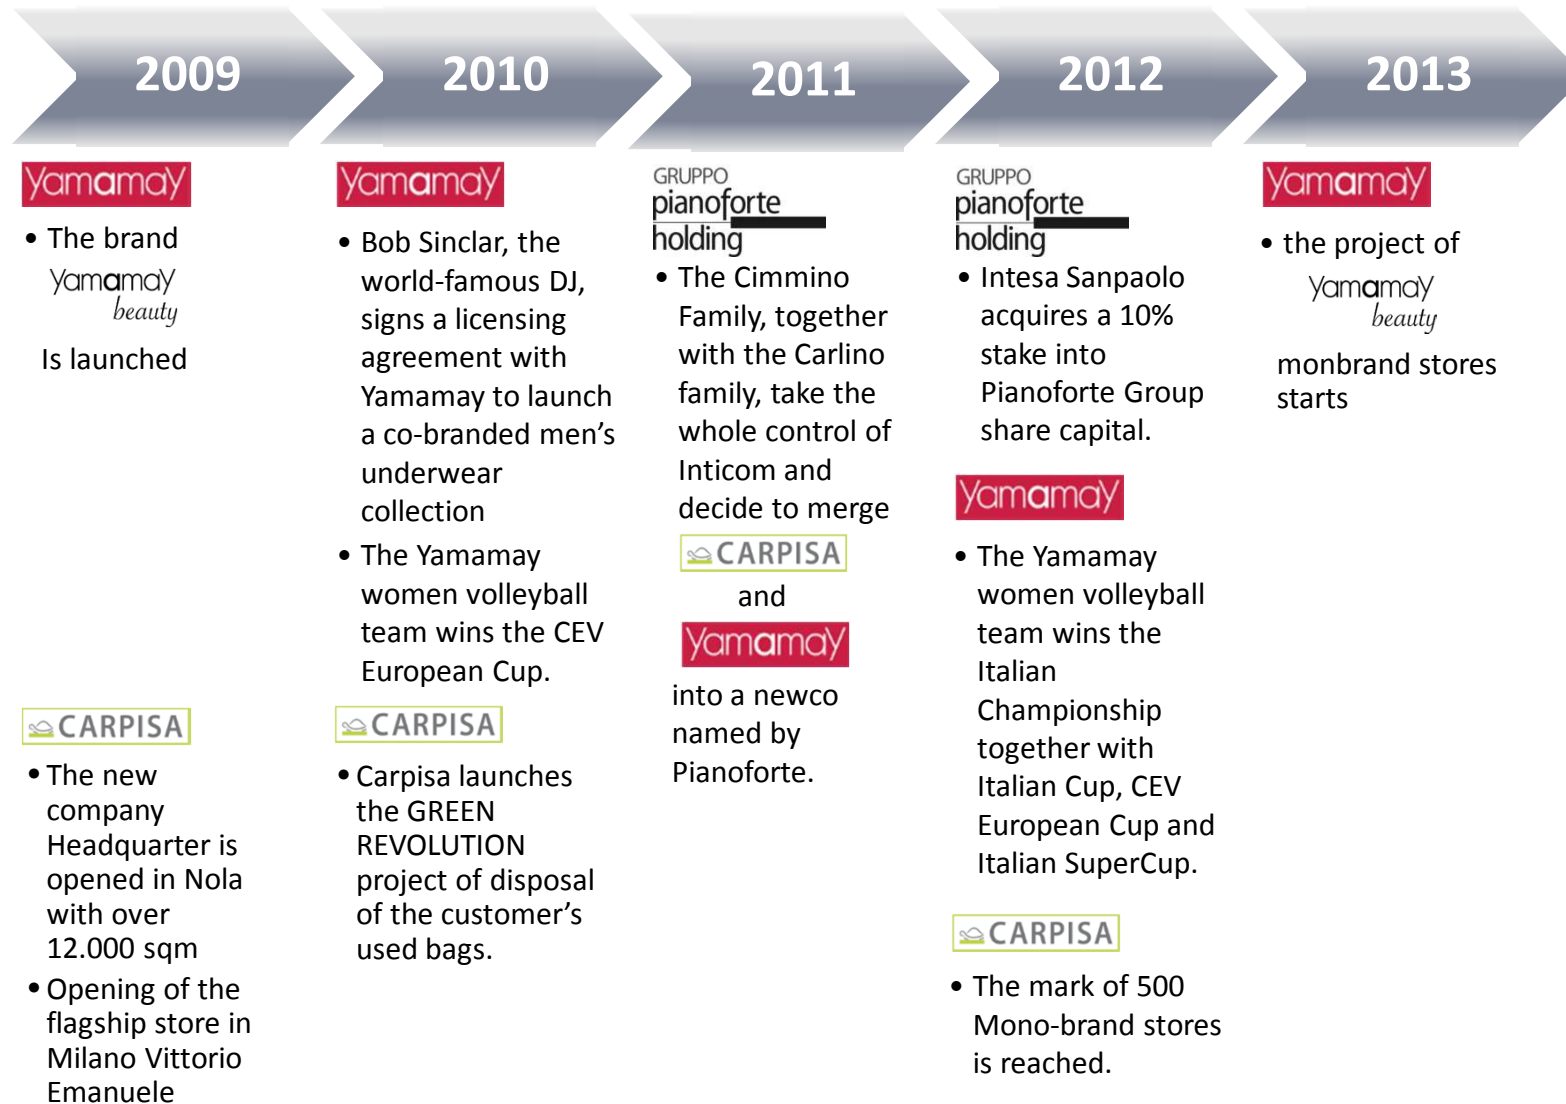 2009
2010
2011
2012
2013
yamamay
• The brand
yamamay
beauty
Is launched
CARPISA
• The new
company
Headquarter is
opened in Nola
with over
12.000 sqm
• Opening of the
flagship store in
Milano Vittorio
Emanuele
yamamay
• Bob Sinclar, the
world-famous DJ,
signs a licensing
agreement with
Yamamay to launch
a co-branded men’s
underwear
collection
• The Yamamay
women volleyball
team wins the CEV
European Cup.
CARPISA
• Carpisa launches
the GREEN
REVOLUTION
project of disposal
of the customer’s
used bags.
GRUPPO
pianoforte
holding
• The Cimmino
Family, together
with the Carlino
family, take the
whole control of
Inticom and
decide to merge
CARPISA
and
yamamay
into a newco
named by
Pianoforte.
GRUPPO
pianoforte
holding
• Intesa Sanpaolo
acquires a 10%
stake into
Pianoforte Group
share capital.
yamamay
• The Yamamay
women volleyball
team wins the
Italian
Championship
together with
Italian Cup, CEV
European Cup and
Italian SuperCup.
CARPISA
• The mark of 500
Mono-brand stores
is reached.
yamamay
• the project of
yamamay
beauty
monbrand stores
starts